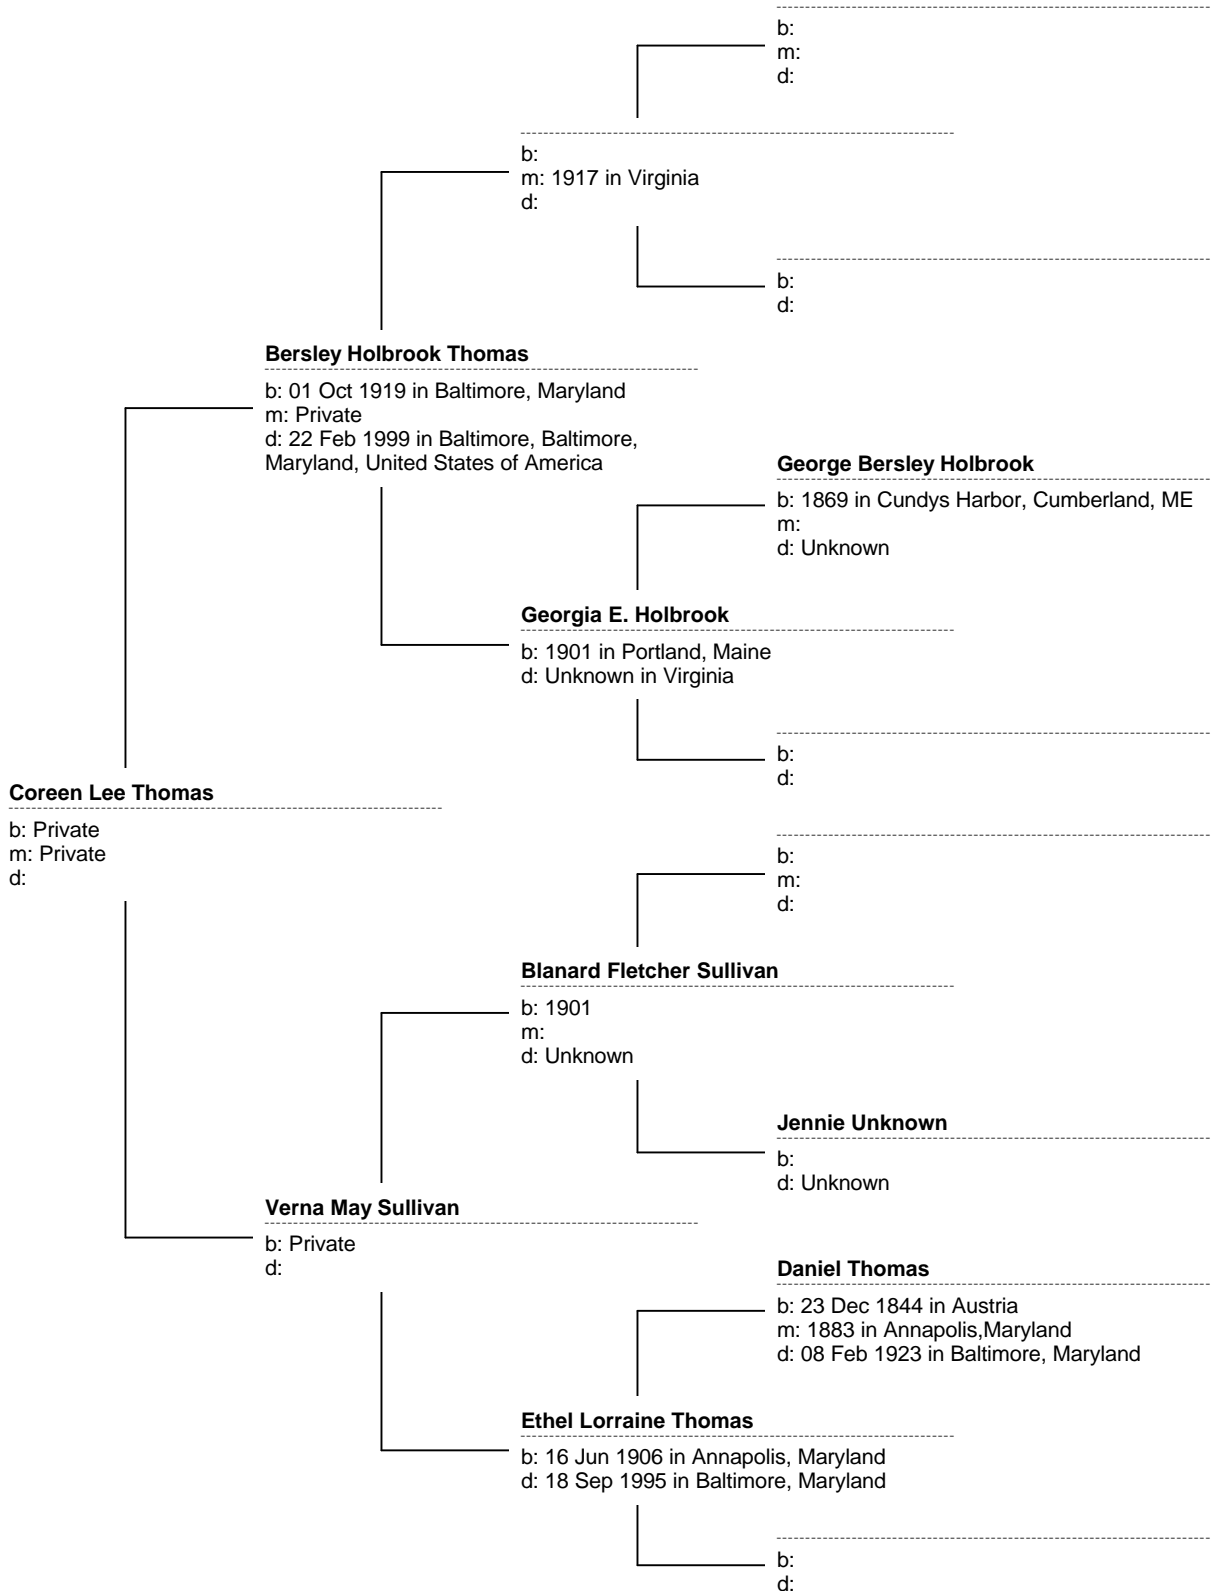 b:
m:
d:
b:
m: 1917 in Virginia
d:
b:
d:
Bersley Holbrook Thomas
b: 01 Oct 1919 in Baltimore, Maryland
m: Private
d: 22 Feb 1999 in Baltimore, Baltimore,
Maryland, United States of America
George Bersley Holbrook
b: 1869 in Cundys Harbor, Cumberland, ME
m:
d: Unknown
Georgia E. Holbrook
b: 1901 in Portland, Maine
d: Unknown in Virginia
b:
d:
Coreen Lee Thomas
b: Private
m: Private
d:
b:
m:
d:
Blanard Fletcher Sullivan
b: 1901
m:
d: Unknown
Jennie Unknown
b:
d: Unknown
Verna May Sullivan
b: Private
d:
Daniel Thomas
b: 23 Dec 1844 in Austria
m: 1883 in Annapolis,Maryland
d: 08 Feb 1923 in Baltimore, Maryland
Ethel Lorraine Thomas
b: 16 Jun 1906 in Annapolis, Maryland
d: 18 Sep 1995 in Baltimore, Maryland
b:
d: